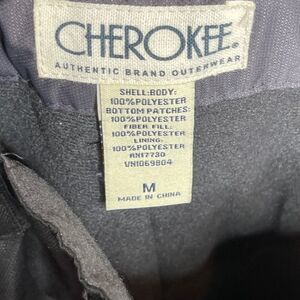 CHEROKEE®
AUTHENTIC BRAND OUTERWEAR
SHELL:BODY:
100%POLYESTER
BOTTOM PATCHES:
100%POLYESTER
FIBER FILL:
100%POLYESTER
LINING:
100%POLYESTER
RN17730
VN1069804
M
MADE IN CHINA